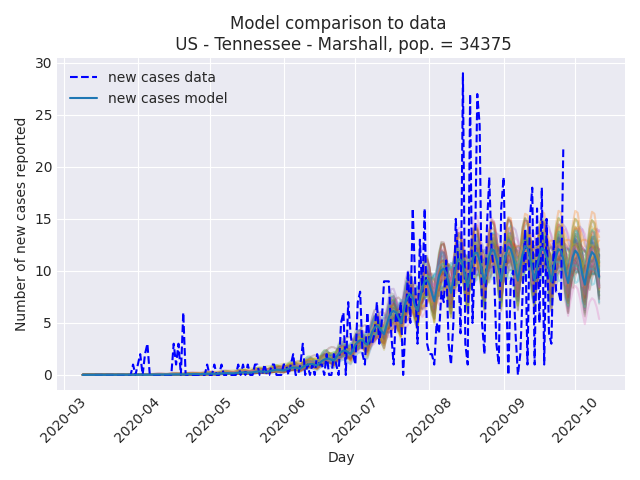 Model comparison to data
US - Tennessee - Marshall, pop. = 34375
30
25
20
15
10
5
0
Number of new cases reported
new cases data
new cases model
2020-03
2020-04
2020-05
2020-06
2020-07
2020-08
2020-09
2020-10
Day